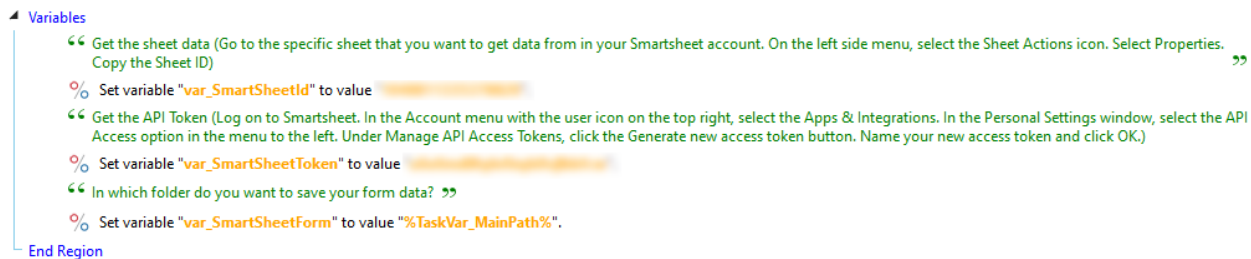 Variables
“ Get the sheet data (Go to the specific sheet that you want to get data from in your Smartsheet account. On the left side menu, select the Sheet Actions icon. Select Properties.
Copy the Sheet ID) ”
Set variable "var_SmartSheetId" to value
“ Get the API Token (Log on to Smartsheet. In the Account menu with the user icon on the top right, select the Apps & Integrations. In the Personal Settings window, select the API
Access option in the menu to the left. Under Manage API Access Tokens, click the Generate new access token button. Name your new access token and click OK.)
Set variable "var_SmartSheetToken" to value
“ In which folder do you want to save your form data? ”
Set variable "var_SmartSheetForm" to value "%TaskVar_MainPath%".
End Region